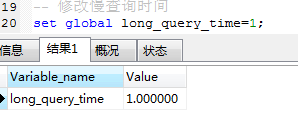 19 -- 修改慢查询时间
20 set global long_query_time=1;
信息 结果1 概况 状态
Variable_name Value
long_query_time 1.000000